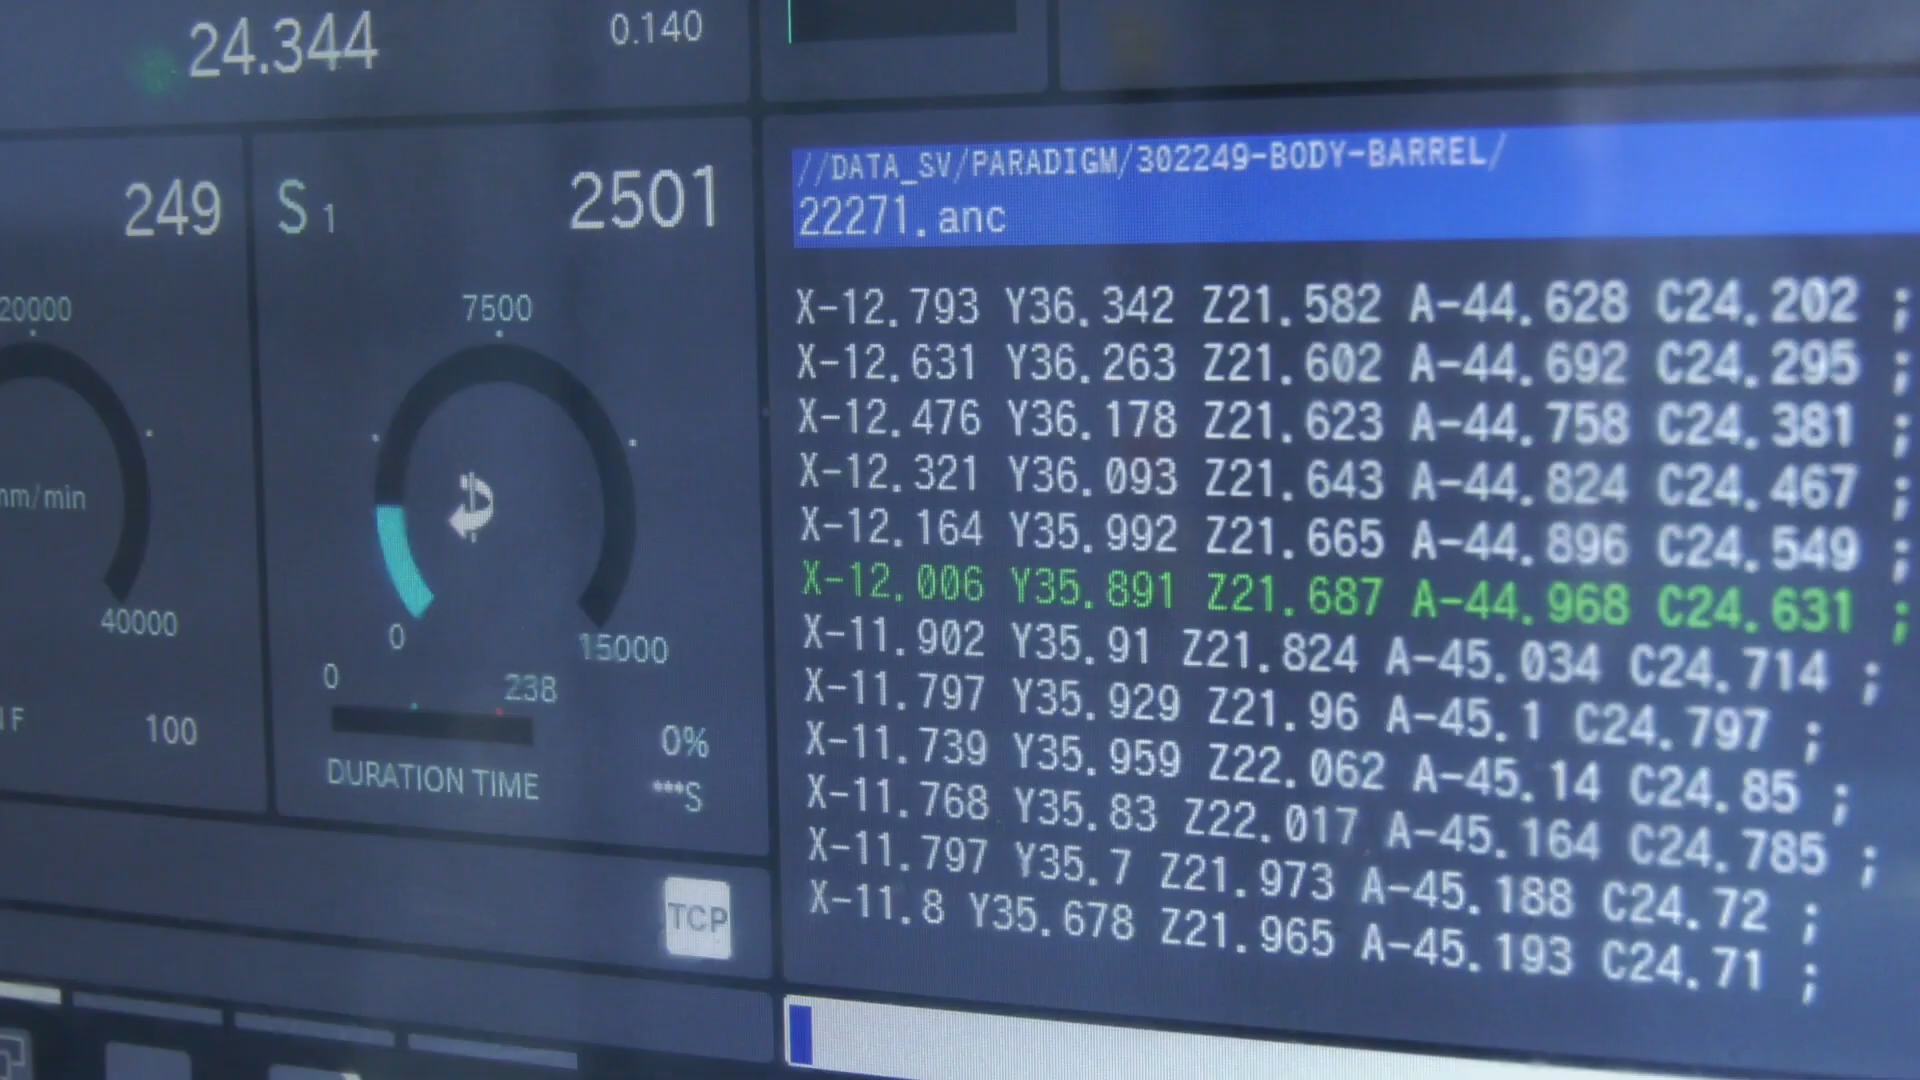 24.344
0.140
249
S 1
2501
20000
mm/min
40000
100
7500
0
15000
0
238
0%
DURATION TIME
***S
TCP
//DATA_SV/PARADIGM/302249-BODY-BARREL/
22271.anc
X-12.793 Y36.342 Z21.582 A-44.628 C24.202 ;
X-12.631 Y36.263 Z21.602 A-44.692 C24.295 ;
X-12.476 Y36.178 Z21.623 A-44.758 C24.381 ;
X-12.321 Y36.093 Z21.643 A-44.824 C24.467 ;
X-12.164 Y35.992 Z21.665 A-44.896 C24.549 ;
X-12.006 Y35.891 Z21.687 A-44.968 C24.631 ;
X-11.902 Y35.91 Z21.824 A-45.034 C24.714 ;
X-11.797 Y35.929 Z21.96 A-45.1 C24.797 ;
X-11.739 Y35.959 Z22.062 A-45.14 C24.85 ;
X-11.768 Y35.83 Z22.017 A-45.164 C24.785 ;
X-11.797 Y35.7 Z21.973 A-45.188 C24.72 ;
X-11.8 Y35.678 Z21.965 A-45.193 C24.71 ;